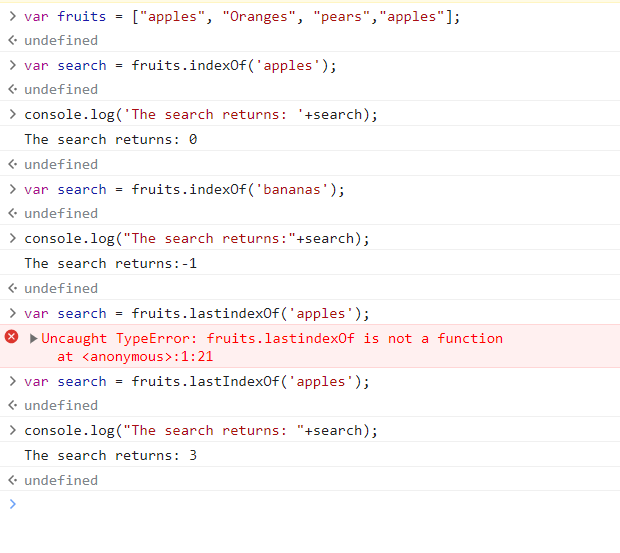 > var fruits = ["apples", "Oranges", "pears","apples"];
undefined
> var search = fruits.indexOf('apples');
undefined
> console.log('The search returns: '+search);
The search returns: 0
undefined
> var search = fruits.indexOf('bananas');
undefined
> console.log("The search returns:"+search);
The search returns:-1
undefined
> var search = fruits.lastindexOf('apples');
Uncaught TypeError: fruits.lastindexOf is not a function
at <anonymous>:1:21
> var search = fruits.lastIndexOf('apples');
undefined
> console.log("The search returns: "+search);
The search returns: 3
undefined
>